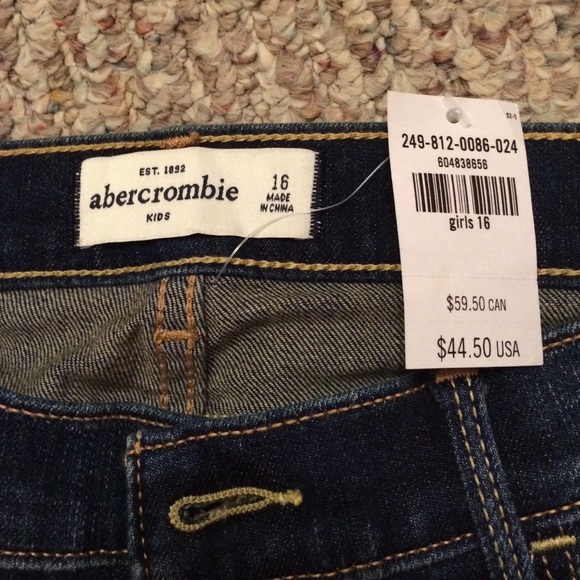 EST. 1892
abercrombie
KIDS
16
MADE
IN CHINA
249-812-0086-024
604838656
girls 16
$59.50 CAN
$44.50 USA